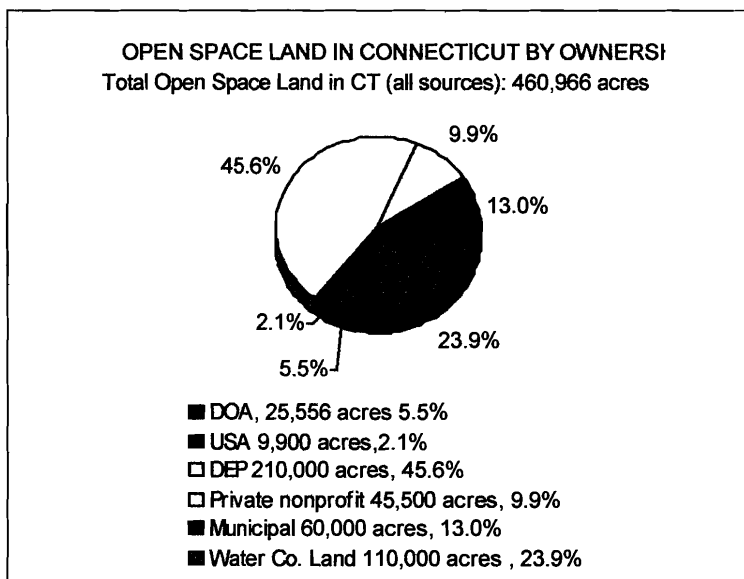 OPEN SPACE LAND IN CONNECTICUT BY OWNERSH
Total Open Space Land in CT (all sources): 460,966 acres
9.9%
45.6%
13.0%
2.1%
23.9%
5.5%
DOA, 25,556 acres 5.5%
USA 9,900 acres,2.1%
DEP 210,000 acres, 45.6%
Private nonprofit 45,500 acres, 9.9%
Municipal 60,000 acres, 13.0%
Water Co. Land 110,000 acres , 23.9%